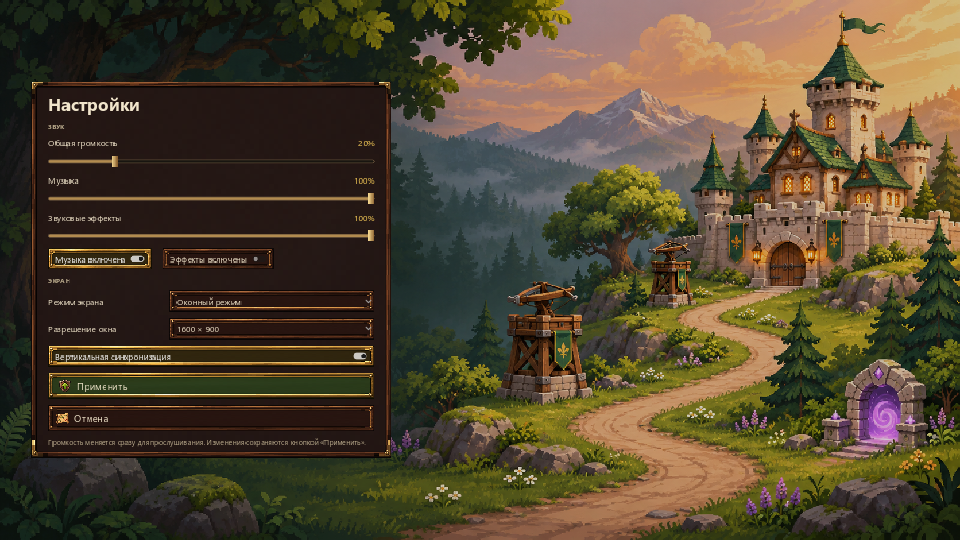 Настройки
ЗВУК
Общая громкость 20%
Музыка 100%
Звуковые эффекты 100%
Музыка включена Эффекты включены
ЭКРАН
Режим экрана Оконный режим
Разрешение окна 1600 × 900
Вертикальная синхронизация
Применить
Отмена
Громкость меняется сразу для прослушивания. Изменения сохраняются кнопкой «Применить».